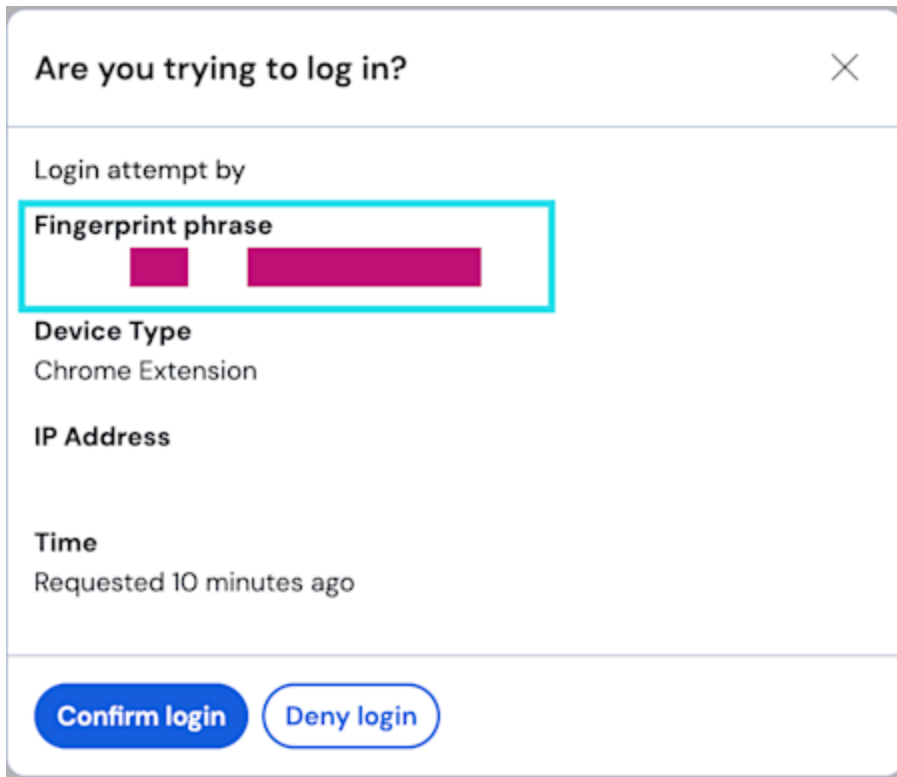 Are you trying to log in?
Login attempt by
Fingerprint phrase
Device Type
Chrome Extension
IP Address
Time
Requested 10 minutes ago
Confirm login
Deny login